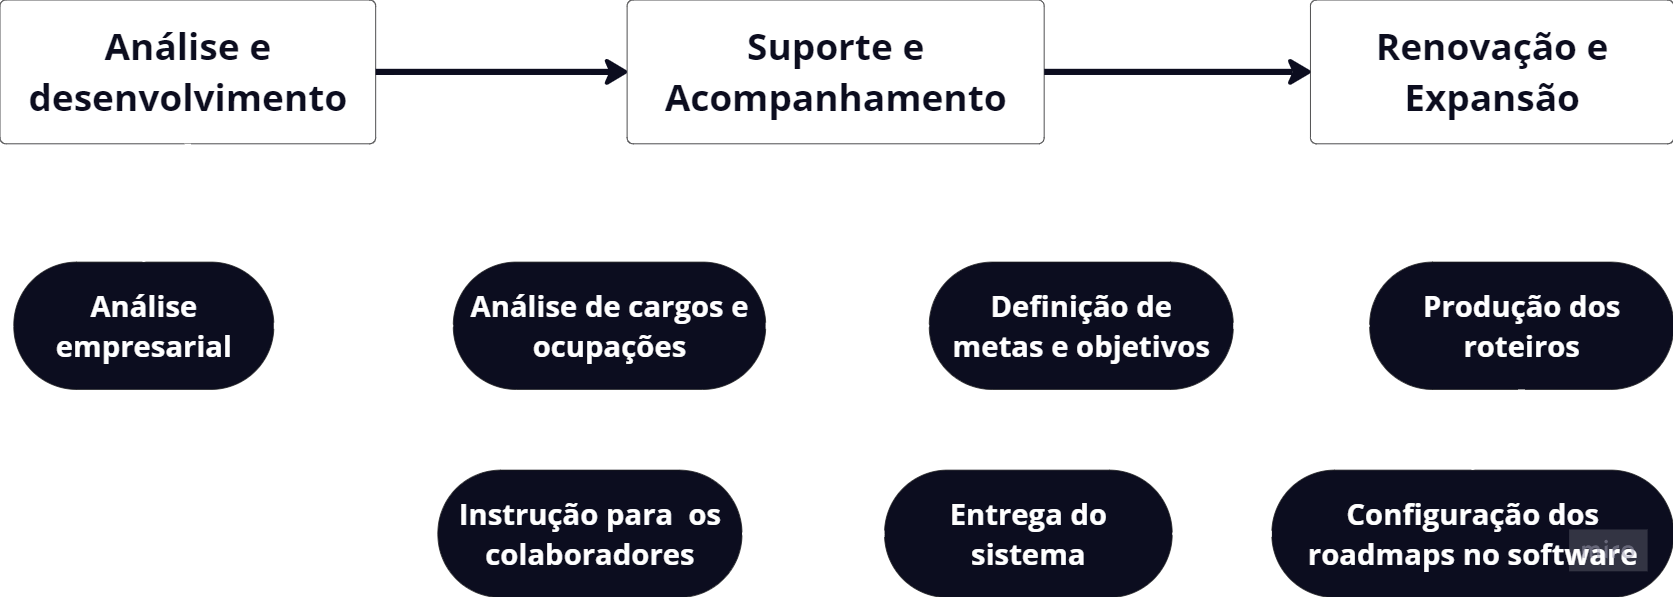 Análise e
desenvolvimento
Suporte e
Acompanhamento
Renovação e
Expansão
Análise
empresarial
Análise de cargos e
ocupações
Definição de
metas e objetivos
Produção dos
roteiros
Instrução para  os
colaboradores
Entrega do
sistema
Configuração dos
roadmaps no software
miro